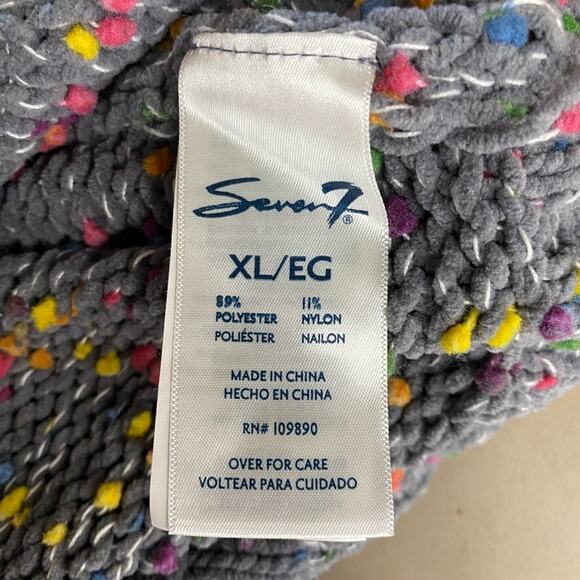 Seven7®
XL/EG
89% 11%
POLYESTER NYLON
POLIÉSTER NAILON
MADE IN CHINA
HECHO EN CHINA
RN# 109890
OVER FOR CARE
VOLTEAR PARA CUIDADO